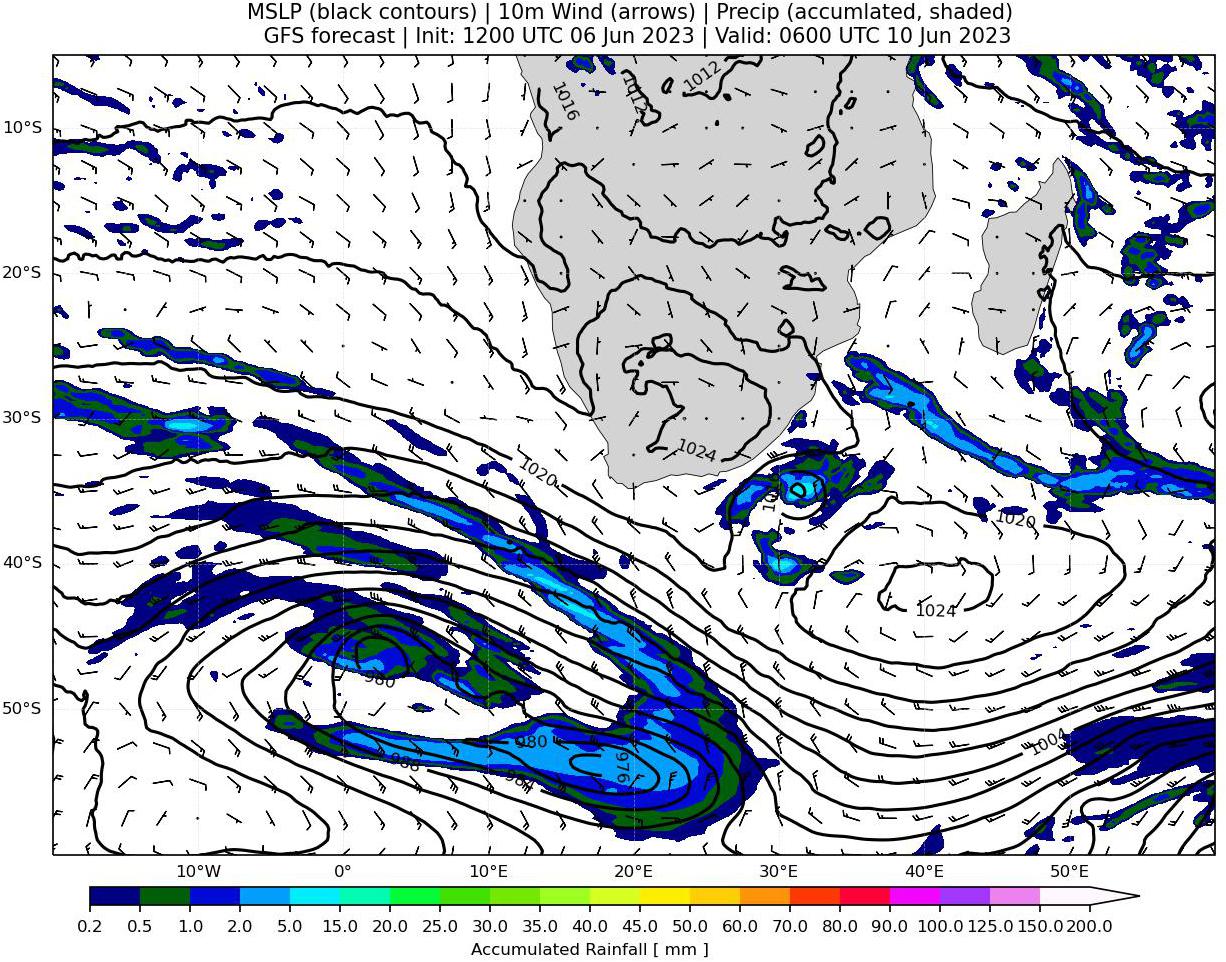 MSLP (black contours) | 10m Wind (arrows) | Precip (accumlated, shaded)
GFS forecast | Init: 1200 UTC 06 Jun 2023 | Valid: 0600 UTC 10 Jun 2023
1012
1016
1012
10°S
20°S
30°S
1024
1020
1020
40°S
1024
980
50°S
1004
980
988
976
10°W
0°
10°E
20°E
30°E
40°E
50°E
0.2 0.5 1.0 2.0 5.0 10.0 15.0 20.0 25.0 30.0 35.0 40.0 45.0 50.0 60.0 70.0 80.0 90.0 100.0 125.0 150.0 200.0
Accumulated Rainfall [ mm ]